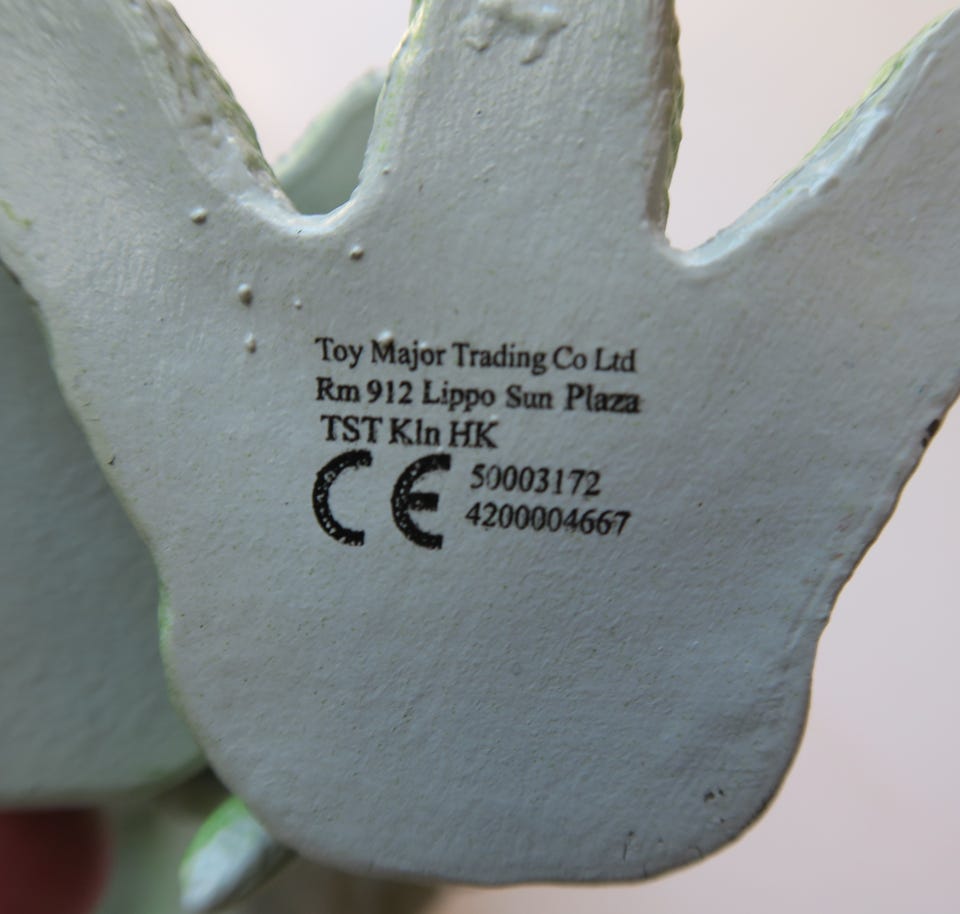 Toy Major Trading Co Ltd
Rm 912 Lippo Sun Plaza
TST Kln HK
CE 50003172
4200004667